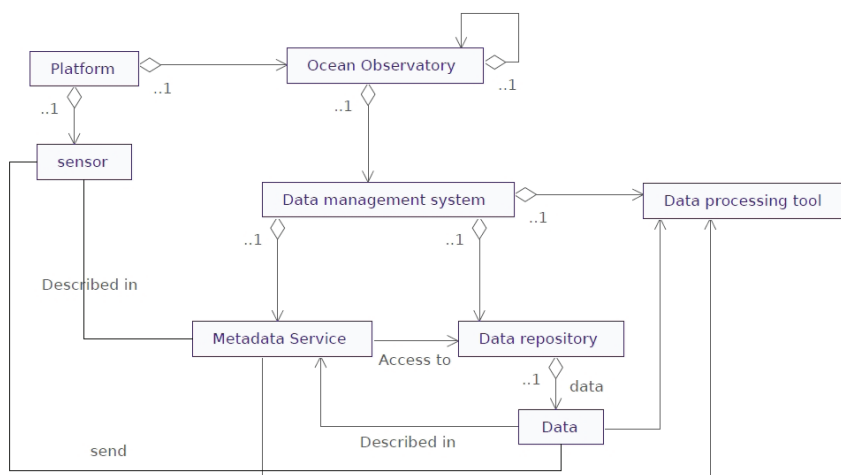 Platform
..1
Ocean Observatory
..1
..1
..1
sensor
Data management system
..1
Data processing tool
..1
..1
Described in
Metadata Service
Access to
Data repository
..1
data
Data
Described in
send